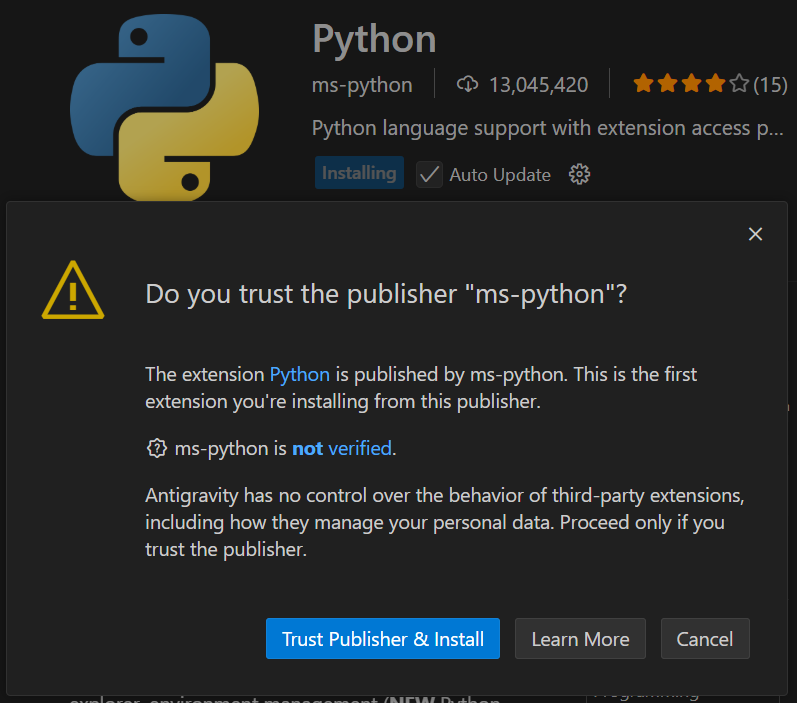 Python
ms-python 13,045,420 (15)
Python language support with extension access p...
Installing Auto Update
Do you trust the publisher "ms-python"?
The extension Python is published by ms-python. This is the first
extension you're installing from this publisher.
ms-python is not verified.
Antigravity has no control over the behavior of third-party extensions,
including how they manage your personal data. Proceed only if you
trust the publisher.
Trust Publisher & Install Learn More Cancel
explorer, environment management (NEW Python Programming